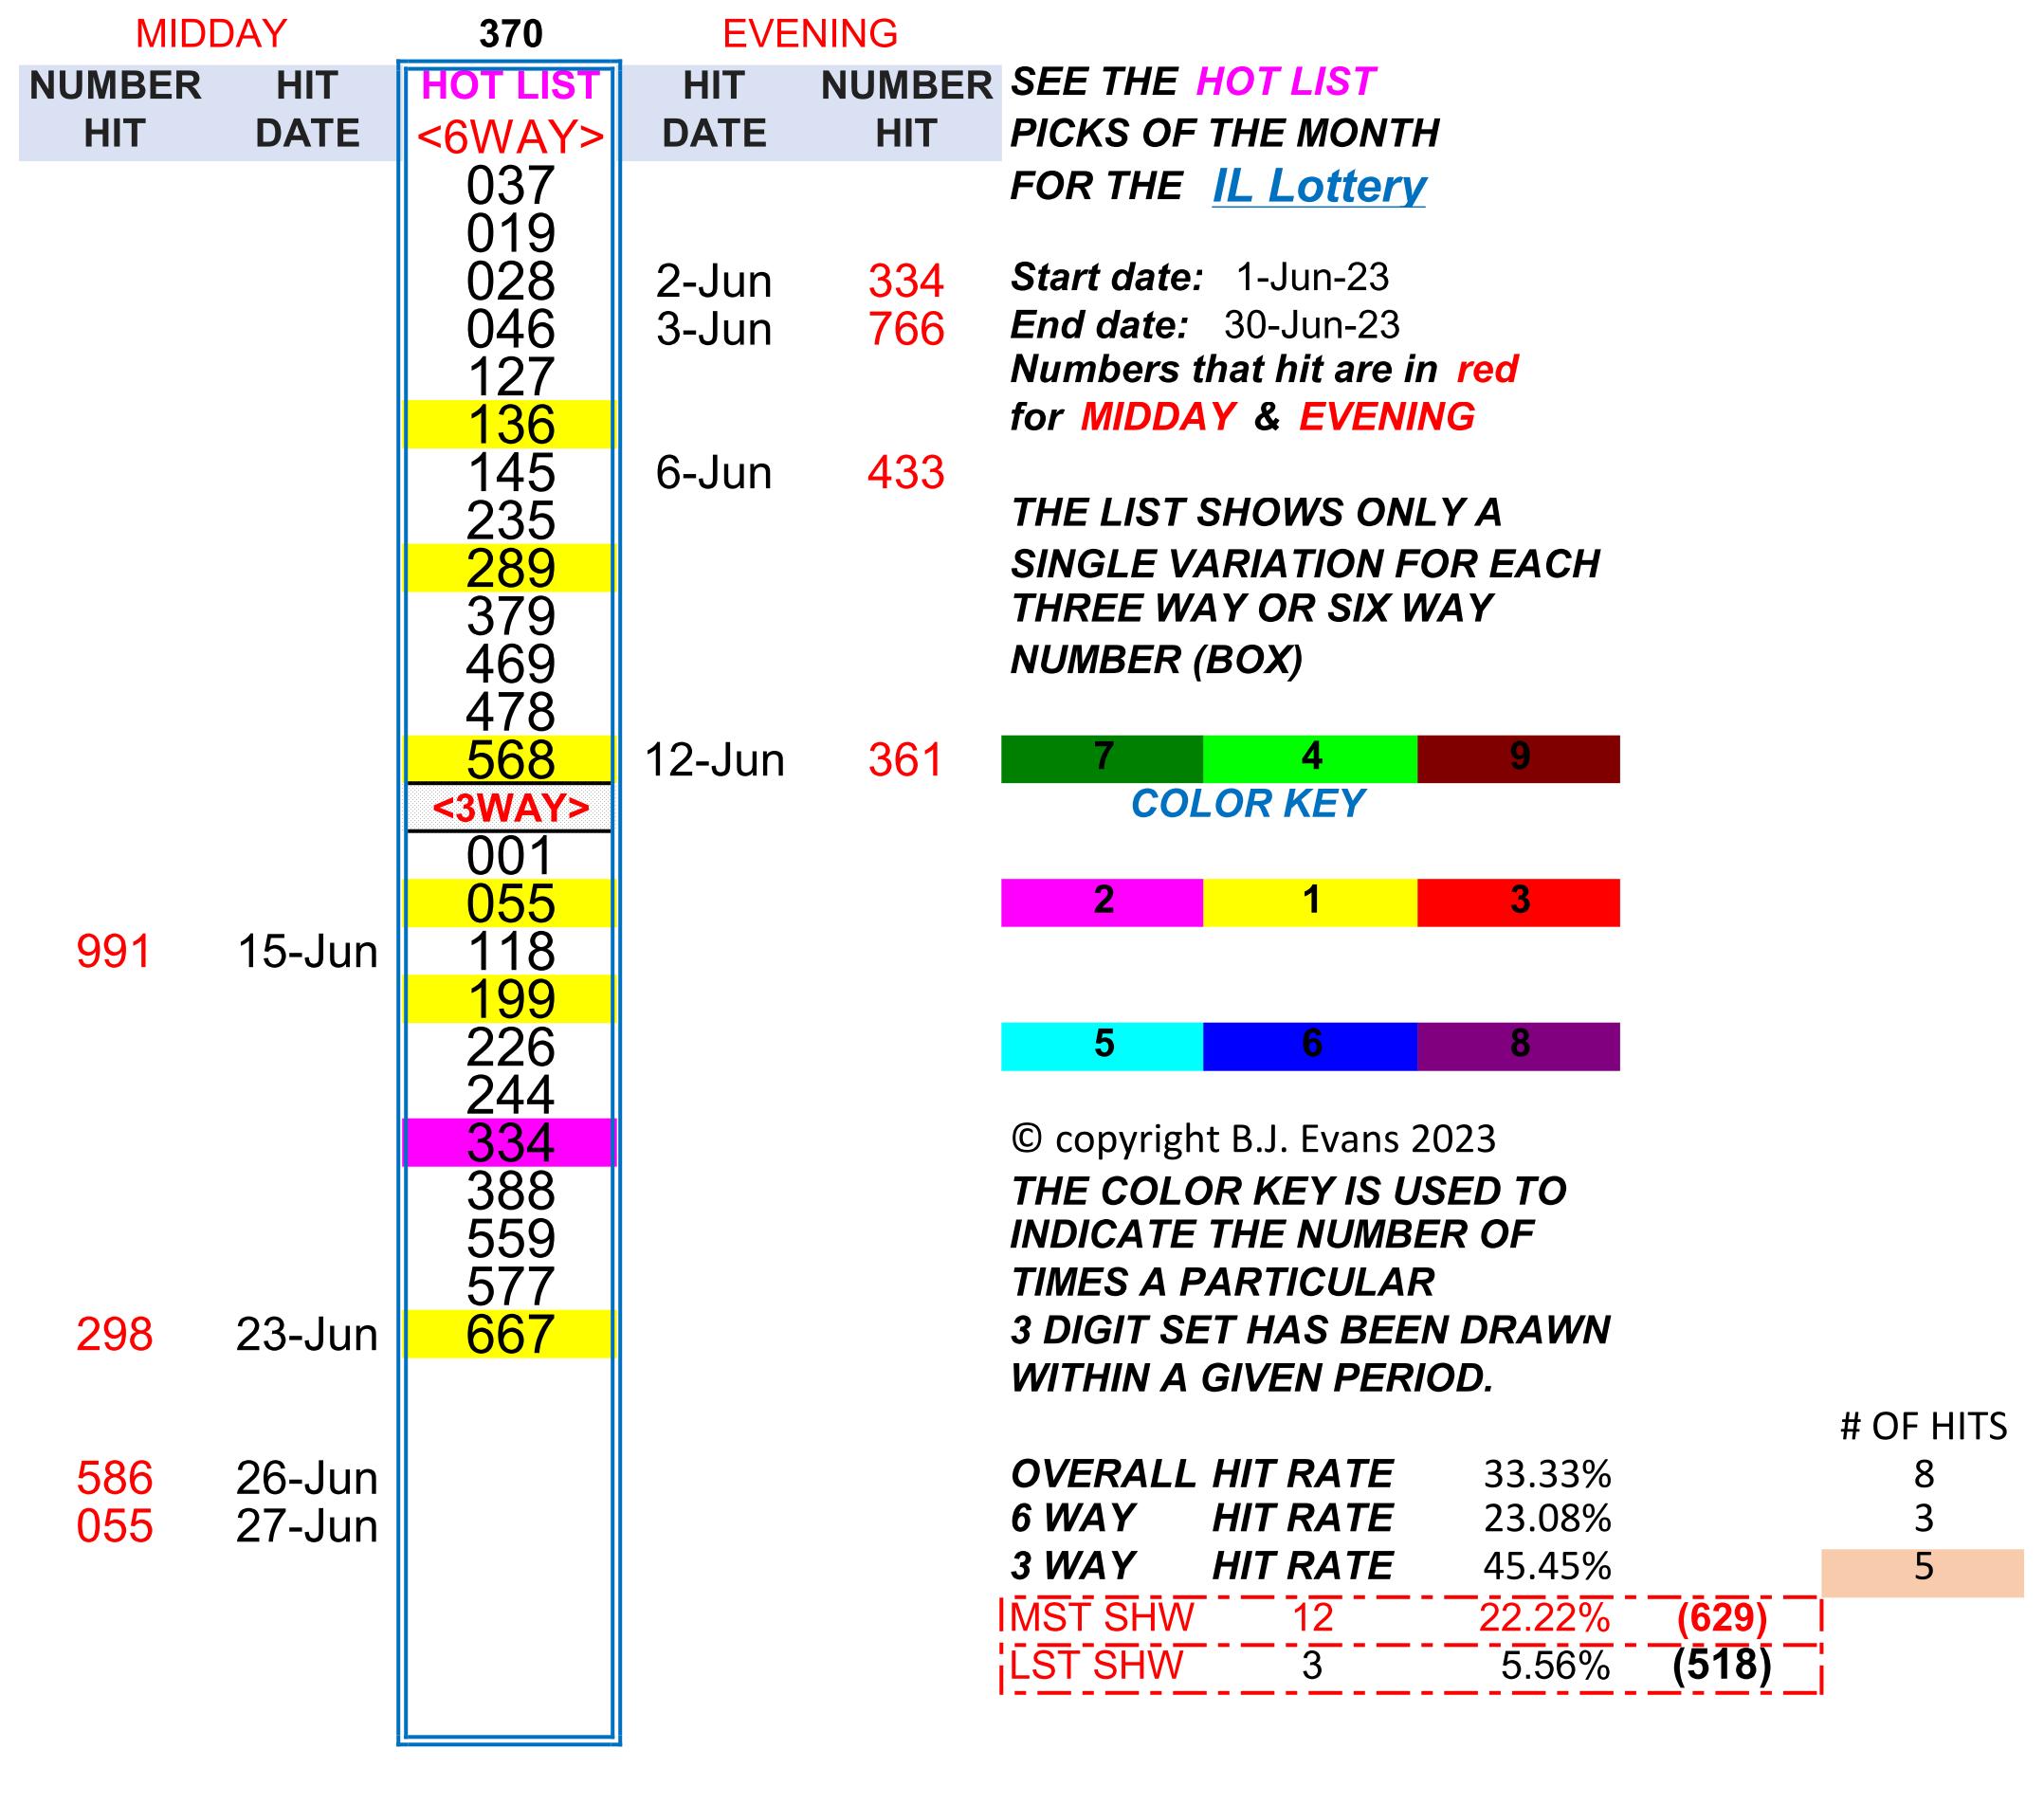 MIDDAY 370 EVENING
NUMBER HIT HOT LIST HIT NUMBER SEE THE HOT LIST
HIT DATE <6WAY> DATE HIT PICKS OF THE MONTH
037 FOR THE IL Lottery
019
028 2-Jun 334 Start date: 1-Jun-23
046 3-Jun 766 End date: 30-Jun-23
127 Numbers that hit are in red
136 for MIDDAY & EVENING
145 6-Jun 433
235 THE LIST SHOWS ONLY A
289 SINGLE VARIATION FOR EACH
379 THREE WAY OR SIX WAY
469 NUMBER (BOX)
478
568 12-Jun 361 7 4 9
<3WAY> COLOR KEY
001
055 2 1 3
991 15-Jun 118
199
226 5 6 8
244
334 © copyright B.J. Evans 2023
388 THE COLOR KEY IS USED TO
559 INDICATE THE NUMBER OF
577 TIMES A PARTICULAR
298 23-Jun 667 3 DIGIT SET HAS BEEN DRAWN
WITHIN A GIVEN PERIOD.
# OF HITS
586 26-Jun OVERALL HIT RATE 33.33% 8
055 27-Jun 6 WAY HIT RATE 23.08% 3
3 WAY HIT RATE 45.45% 5
MST SHW 12 22.22% (629)
LST SHW 3 5.56% (518)